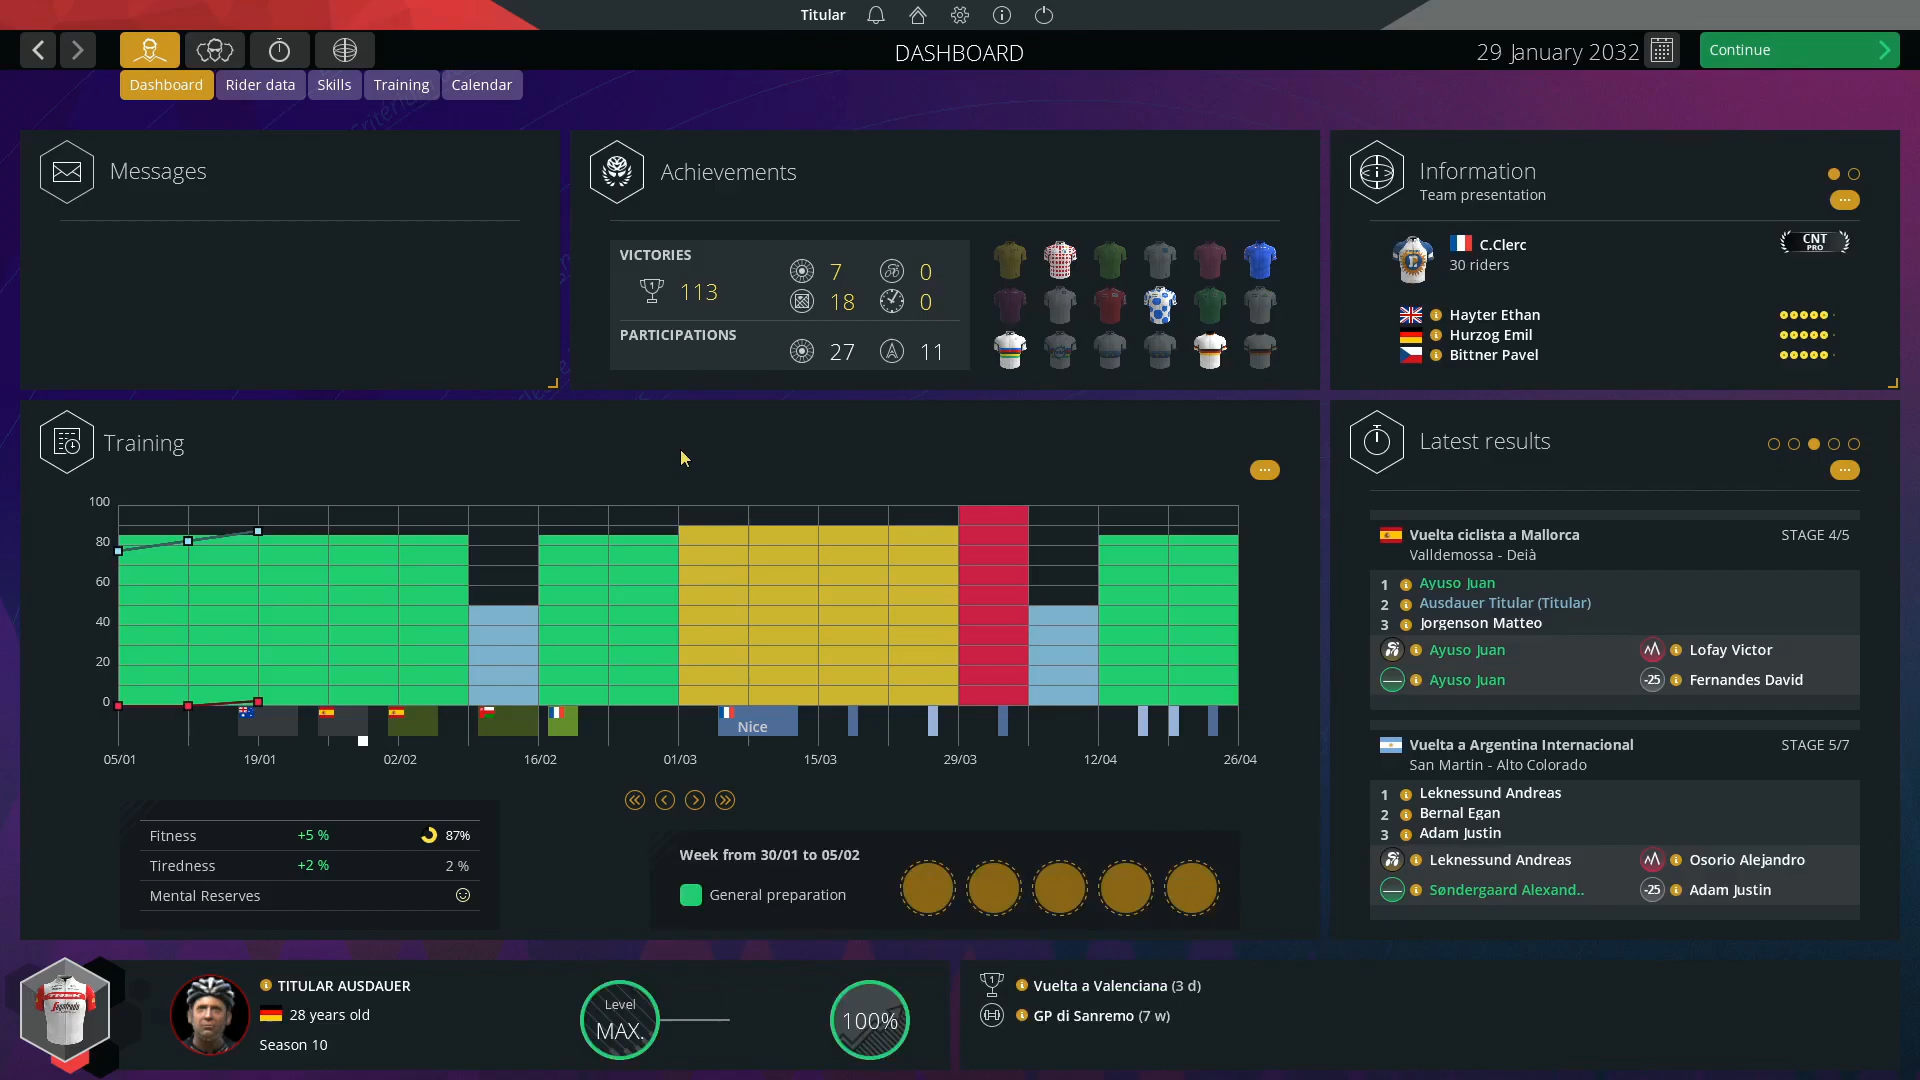 Titular
DASHBOARD
29 January 2032
Continue
Dashboard
Rider data
Skills
Training
Calendar
Messages
Achievements
VICTORIES
113
7
0
18
0
PARTICIPATIONS
27
11
Information
Team presentation
C.Clerc
30 riders
CNT
PRO
Hayter Ethan
Hurzog Emil
Bittner Pavel
Training
100
80
60
40
20
0
Nice
05/01
19/01
02/02
16/02
01/03
15/03
29/03
12/04
26/04
Fitness +5 % 87%
Tiredness +2 % 2 %
Mental Reserves
Week from 30/01 to 05/02
General preparation
Latest results
Vuelta ciclista a Mallorca STAGE 4/5
Valldemossa - Deià
1 Ayuso Juan
2 Ausdauer Titular (Titular)
3 Jorgenson Matteo
Ayuso Juan
Lofay Victor
Ayuso Juan
-25 Fernandes David
Vuelta a Argentina Internacional STAGE 5/7
San Martin - Alto Colorado
1 Leknessund Andreas
2 Bernal Egan
3 Adam Justin
Leknessund Andreas
Osorio Alejandro
Søndergaard Alexand..
-25 Adam Justin
TITULAR AUSDAUER
28 years old
Season 10
Level
MAX.
100%
Vuelta a Valenciana (3 d)
GP di Sanremo (7 w)